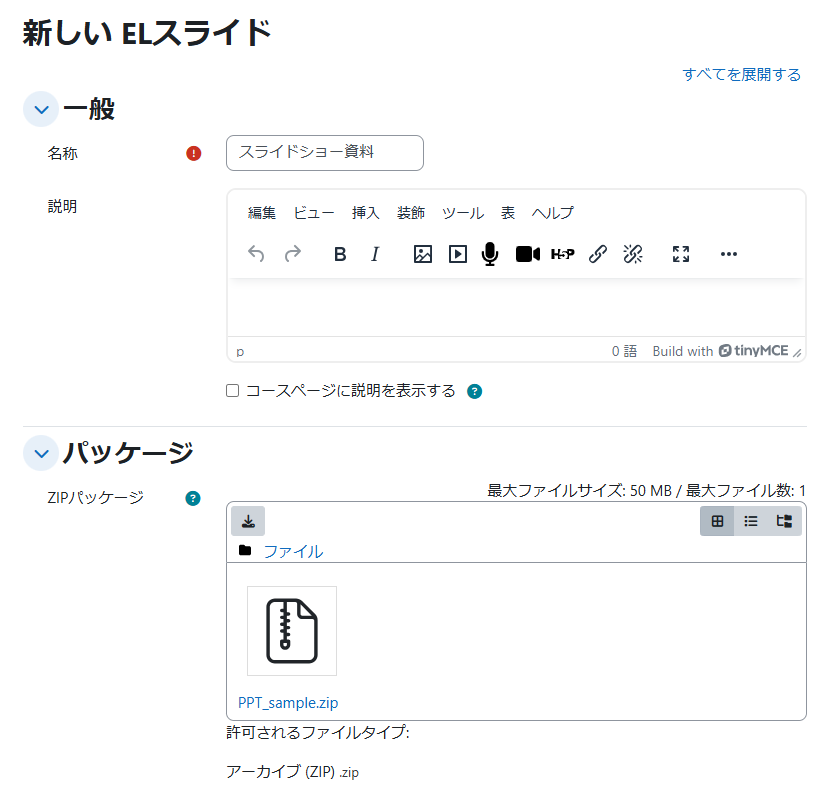 新しい ELスライド
すべてを展開する
一般
名称
スライドショー資料
説明
編集 ビュー 挿入 装飾 ツール 表 ヘルプ
B I H5P
p 0 語 Build with tinyMCE
コースページに説明を表示する
パッケージ
ZIPパッケージ
最大ファイルサイズ: 50 MB / 最大ファイル数: 1
ファイル
PPT_sample.zip
許可されるファイルタイプ:
アーカイブ (ZIP) .zip